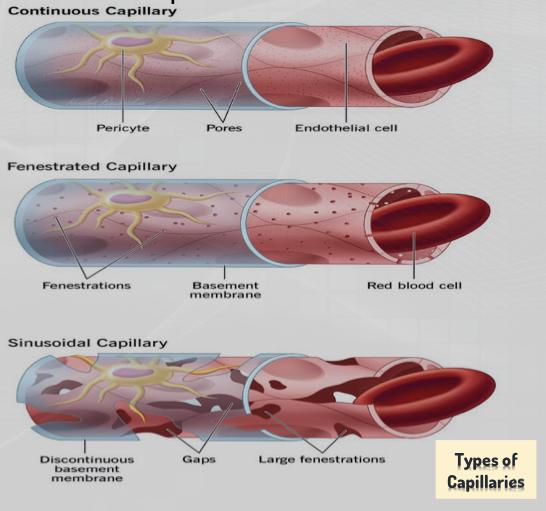 Continuous Capillary
Pericyte
Pores
Endothelial cell
Fenestrated Capillary
Fenestrations
Basement
membrane
Red blood cell
Sinusoidal Capillary
Discontinuous
basement
membrane
Gaps
Large fenestrations
Types of
Capillaries